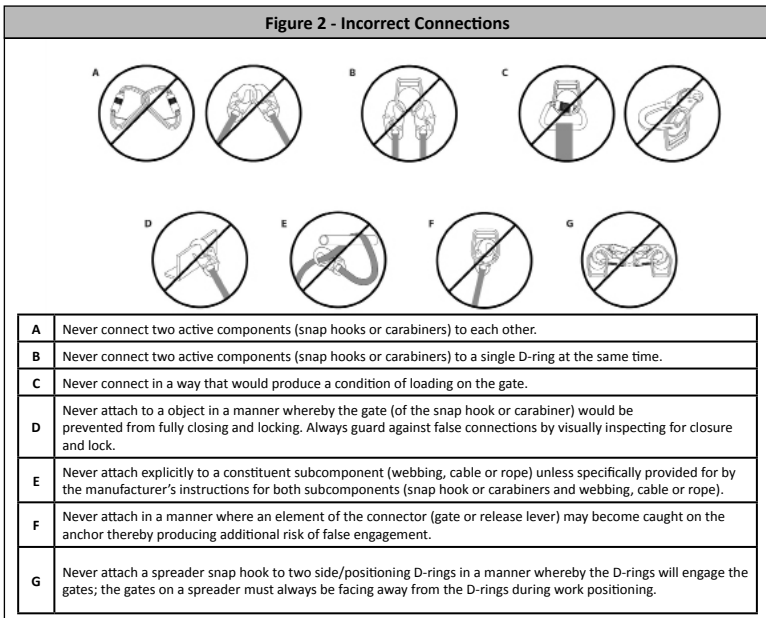 Figure 2 - Incorrect Connections
A
B
C
D
E
F
G
A Never connect two active components (snap hooks or carabiners) to each other.
B Never connect two active components (snap hooks or carabiners) to a single D-ring at the same time.
C Never connect in a way that would produce a condition of loading on the gate.
D Never attach to a object in a manner whereby the gate (of the snap hook or carabiner) would be
prevented from fully closing and locking. Always guard against false connections by visually inspecting for closure
and lock.
E Never attach explicitly to a constituent subcomponent (webbing, cable or rope) unless specifically provided for by
the manufacturer’s instructions for both subcomponents (snap hook or carabiners and webbing, cable or rope).
F Never attach in a manner where an element of the connector (gate or release lever) may become caught on the
anchor thereby producing additional risk of false engagement.
G Never attach a spreader snap hook to two side/positioning D-rings in a manner whereby the D-rings will engage the
gates; the gates on a spreader must always be facing away from the D-rings during work positioning.